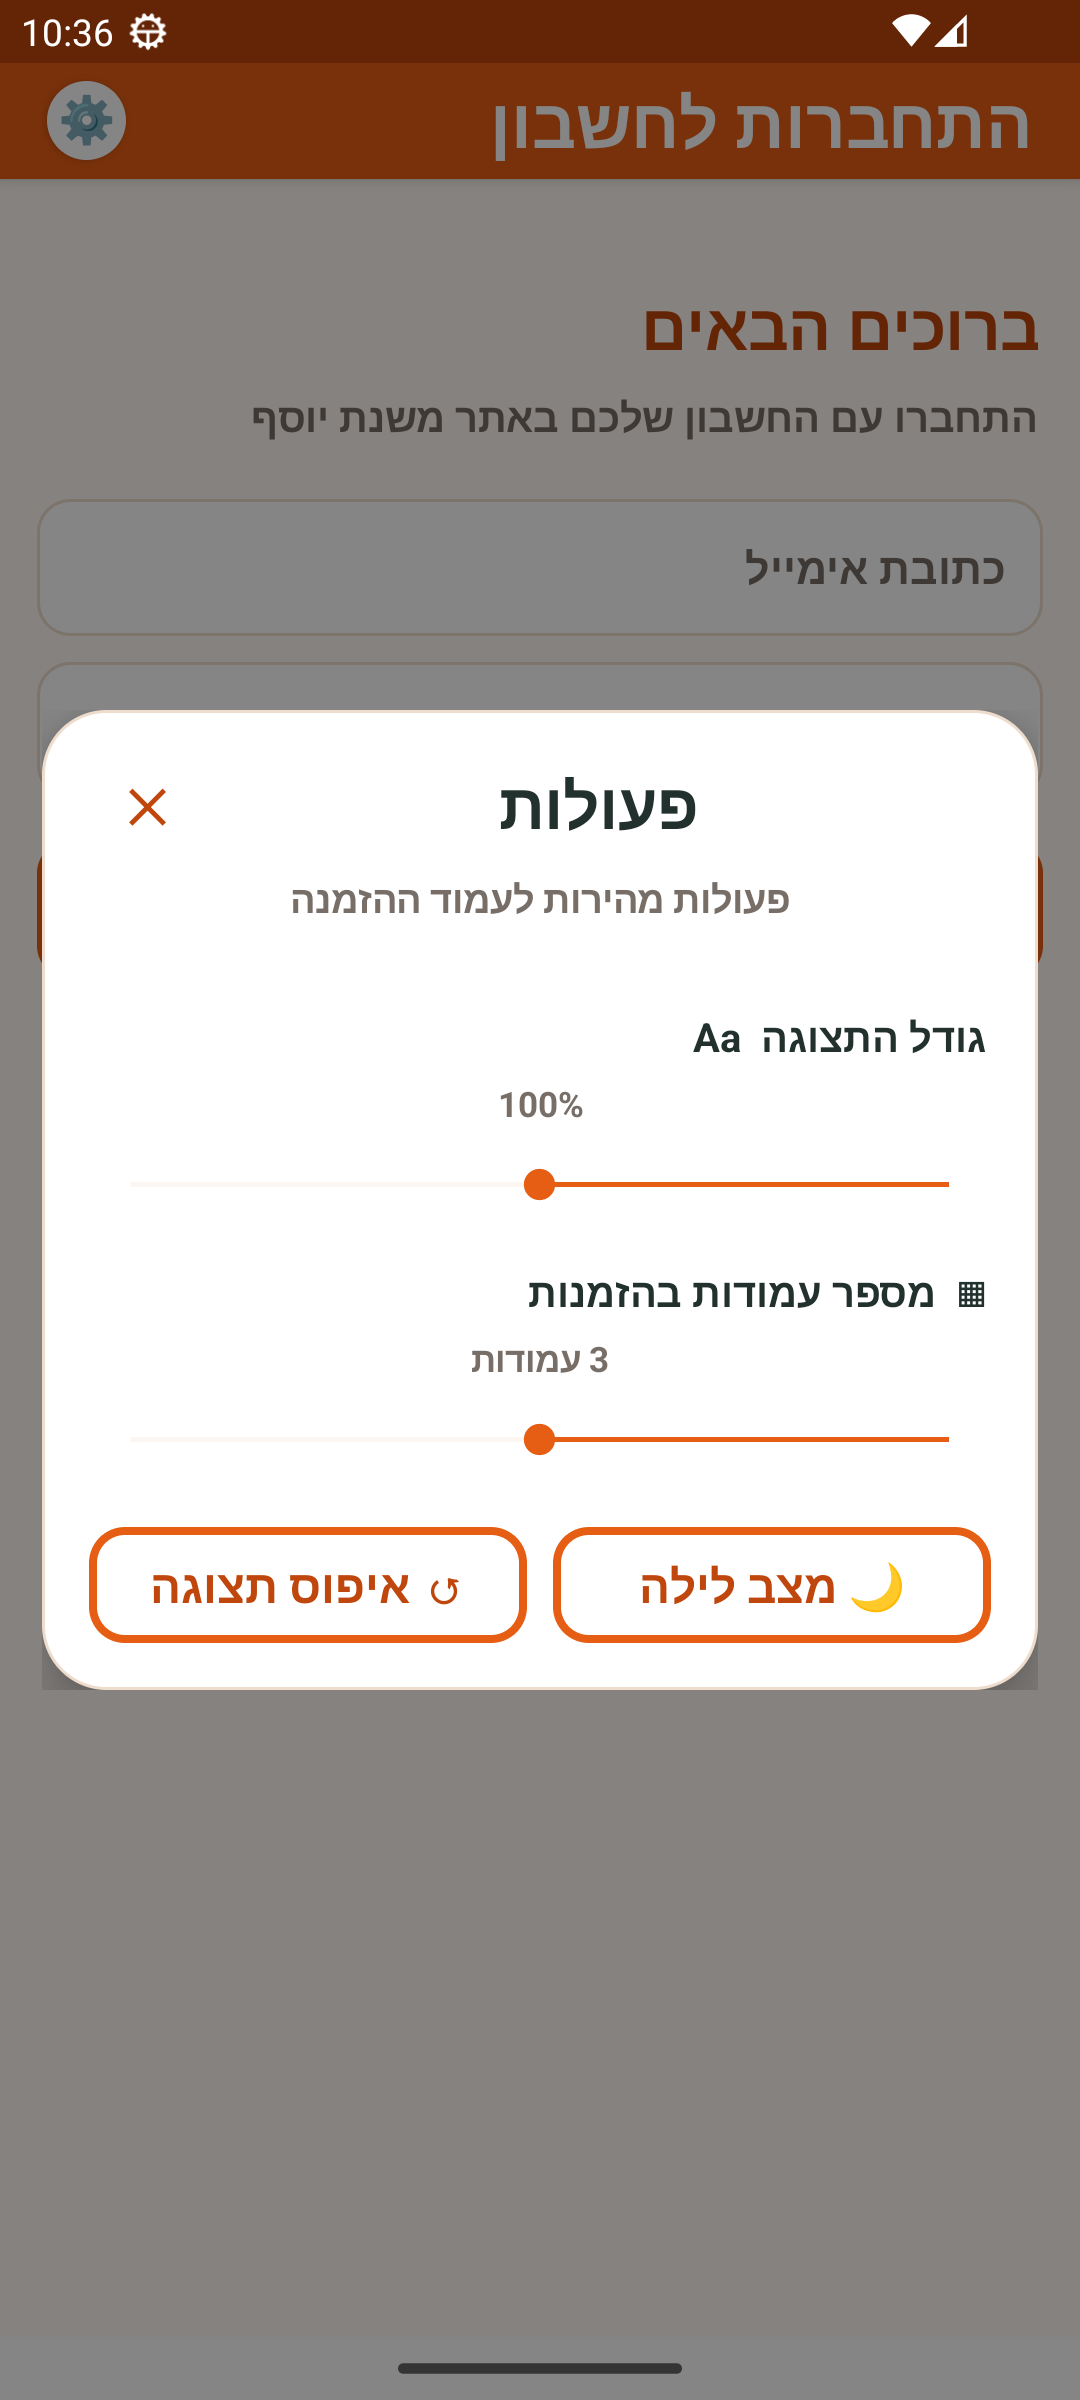 10:36
התחברות לחשבון
ברוכים הבאים
התחברו עם החשבון שלכם באתר משנת יוסף
כתובת אימייל
פעולות
פעולות מהירות לעמוד ההזמנה
גודל התצוגה Aa
100%
מספר עמודות בהזמנות
3 עמודות
מצב לילה
איפוס תצוגה